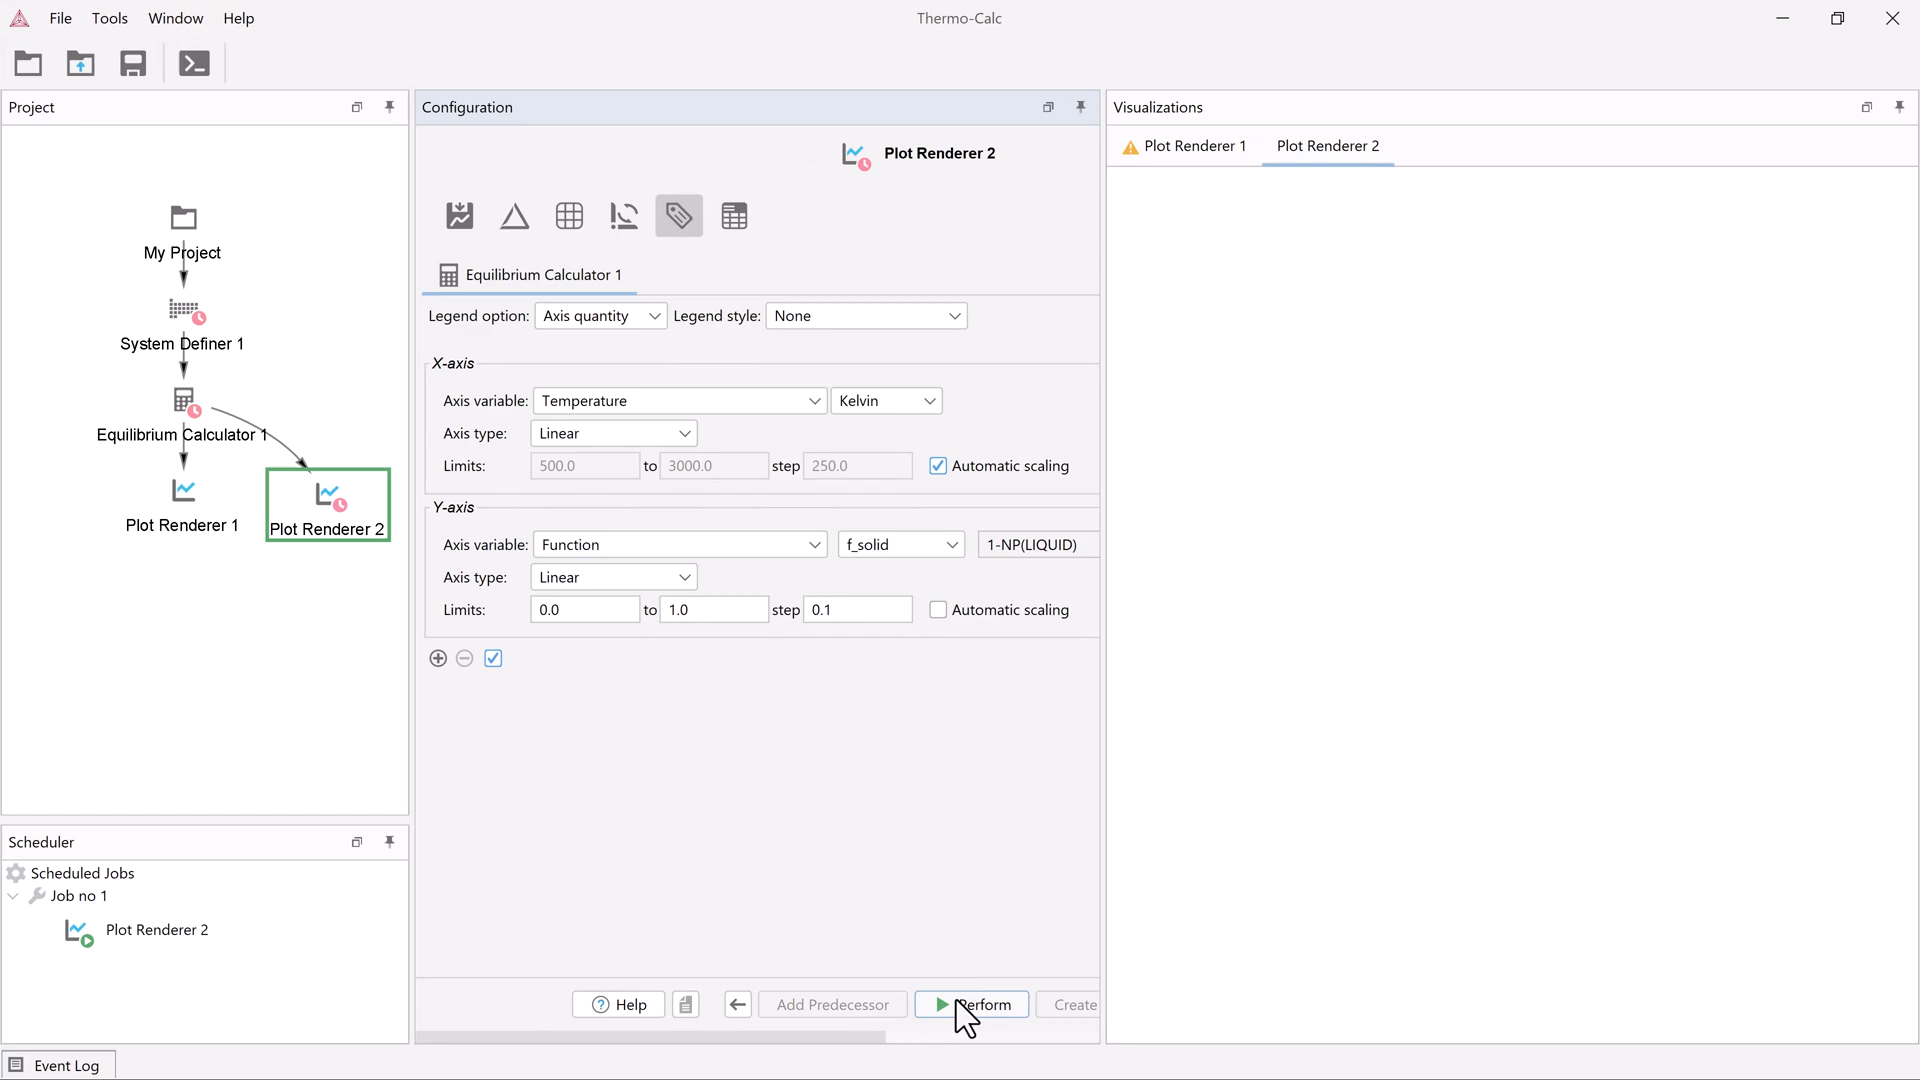 File Tools Window Help
Thermo-Calc
Project
My Project
System Definer 1
Equilibrium Calculator 1
Plot Renderer 1
Plot Renderer 2
Scheduler
Scheduled Jobs
Job no 1
Plot Renderer 2
Event Log
Configuration
Plot Renderer 2
Equilibrium Calculator 1
Legend option: Axis quantity Legend style: None
X-axis
Axis variable: Temperature Kelvin
Axis type: Linear
Limits: 500.0 to 3000.0 step 250.0 Automatic scaling
Y-axis
Axis variable: Function f_solid 1-NP(LIQUID)
Axis type: Linear
Limits: 0.0 to 1.0 step 0.1 Automatic scaling
Help Add Predecessor Perform Create
Visualizations
Plot Renderer 1 Plot Renderer 2